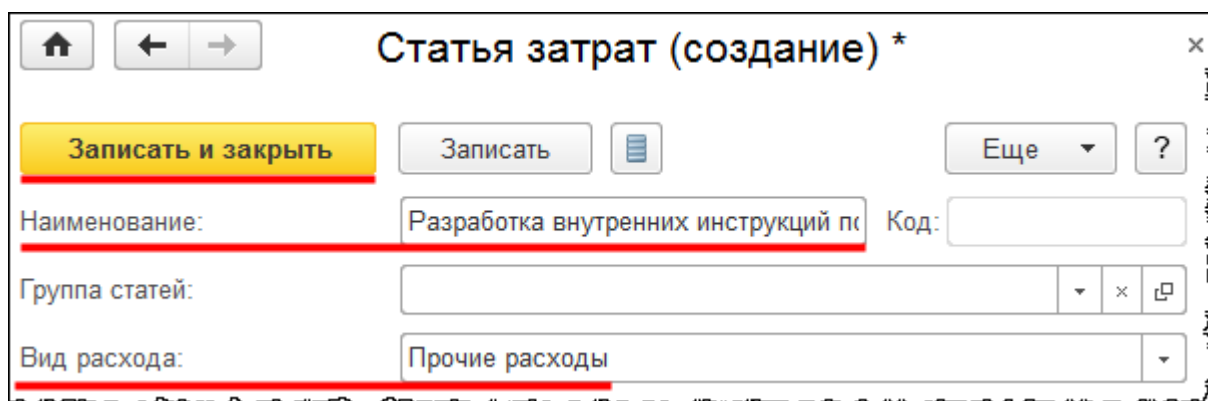 Статья затрат (создание) *
Записать и закрыть Записать Еще ?
Наименование: Разработка внутренних инструкций Код:
Группа статей:
Вид расхода: Прочие расходы